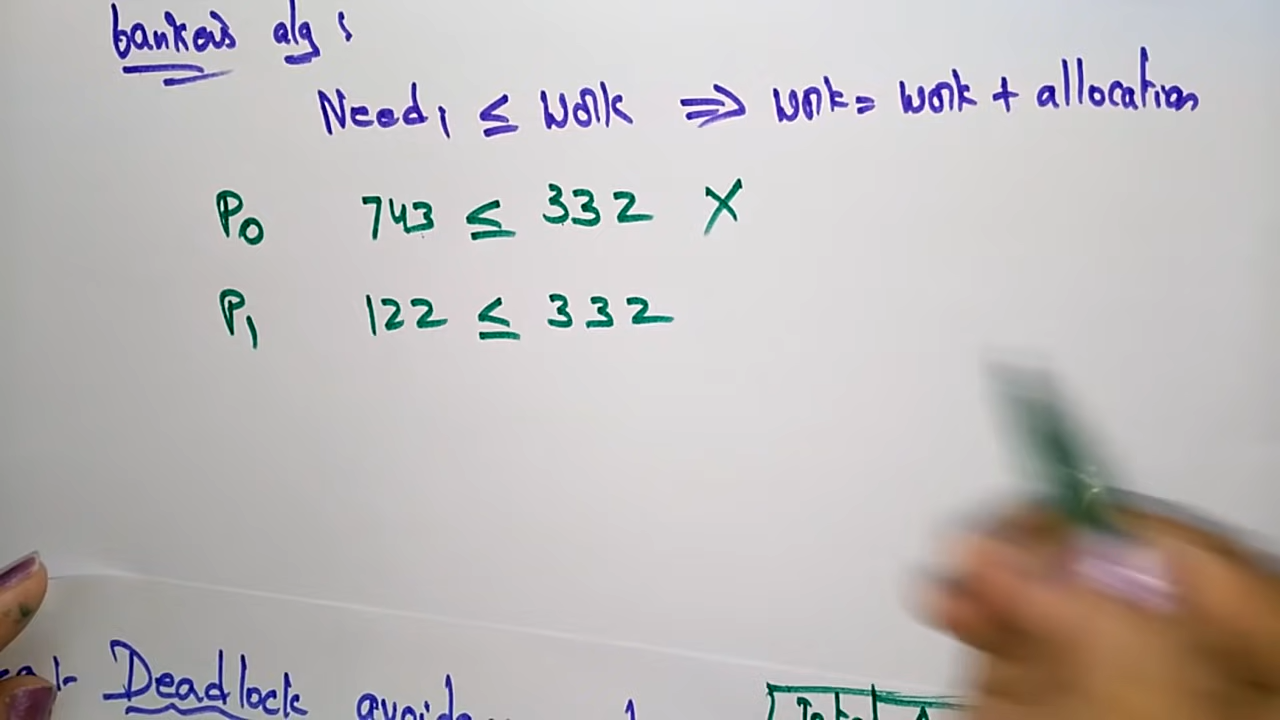 bankers alg :
Need i ≤ work ⇒ work = work + allocation
P0 743 ≤ 332 X
P1 122 ≤ 332
Deadlock